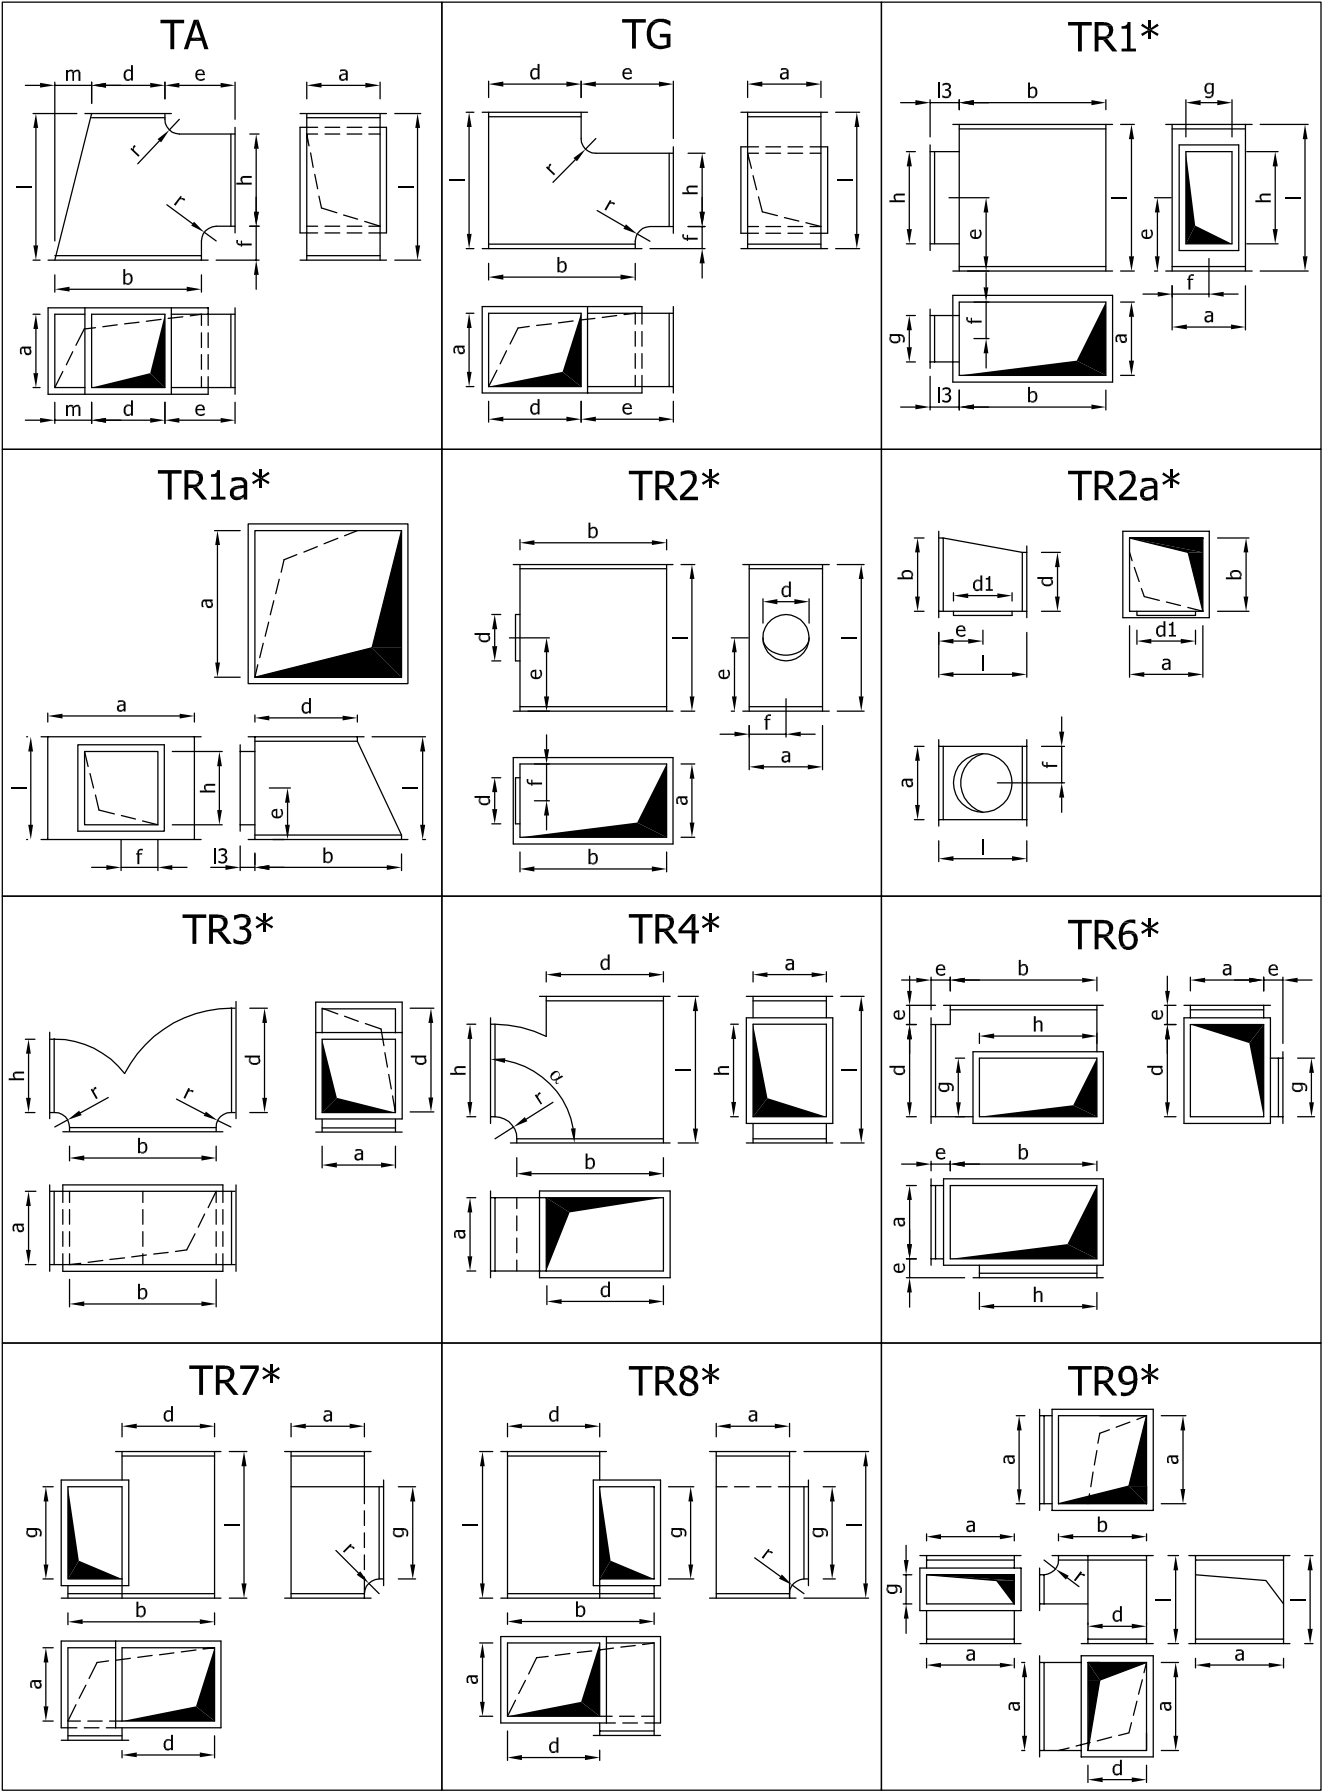 TA
m d e a
l r h r f l
b
a
m d e
TG
d e a
l r h r f l
b
a
d e
TR1*
l3 b g
h e l e h l
f
a
g f a
l3 b
TR1a*
a
a d
l h e l
f l3 b
TR2*
b
d e l e d l
f
a
d f a
b
TR2a*
b d1 d b
e d1
l a
a f
l
TR3*
h r r d d
b a
a
b
TR4*
d a
h α r l h l
b
a
d
TR6*
e b a e
e h e
d g d g
e b
a
e h
TR7*
d a
g l r g
b
a
d
TR8*
d a
l g r g l
b
a
d
TR9*
a a
a b
g r l l
d
a a
a a
d